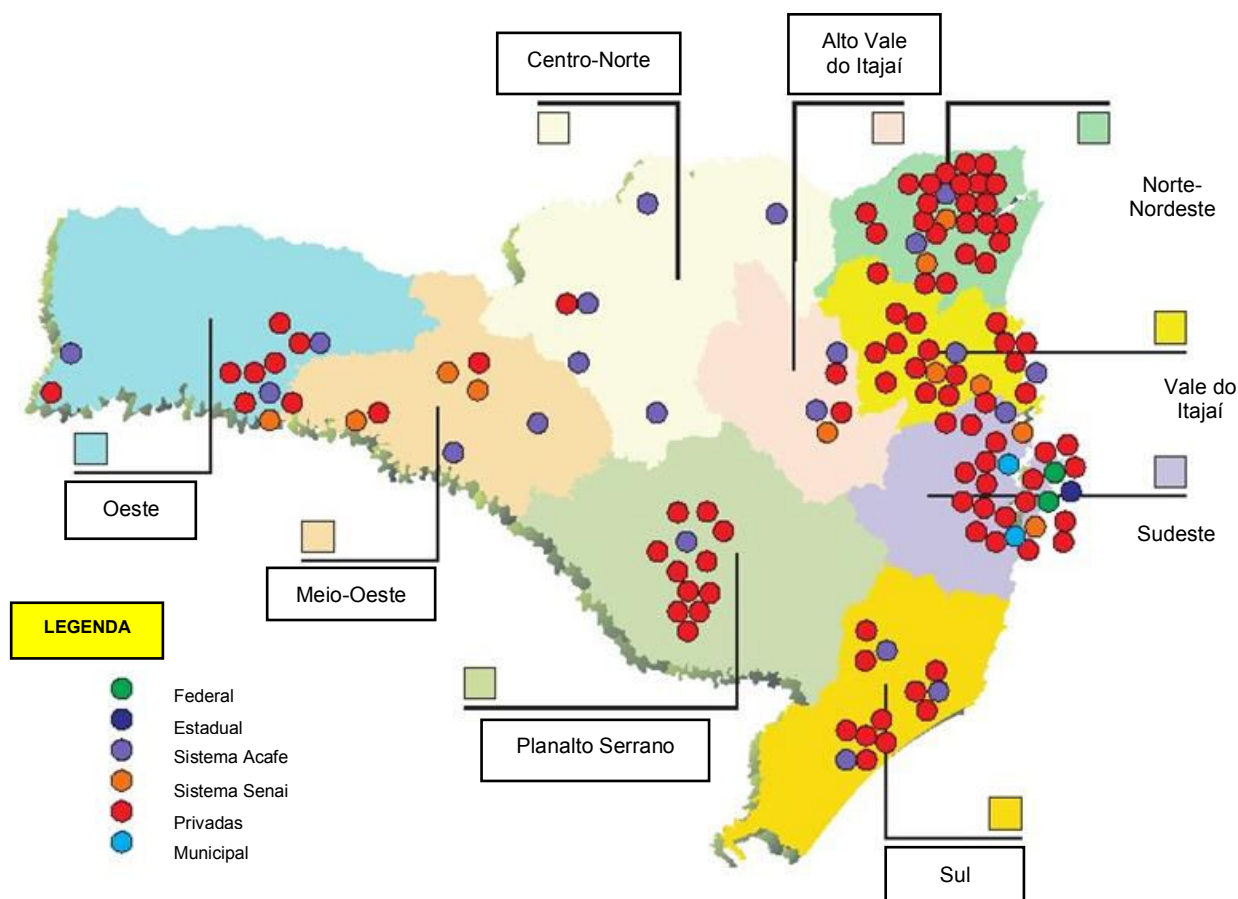 Centro-Norte
Alto Vale
do Itajaí
Norte-
Nordeste
Vale do
Itajaí
Sudeste
Oeste
Meio-Oeste
LEGENDA
Federal
Estadual
Sistema Acafe
Sistema Senai
Privadas
Municipal
Planalto Serrano
Sul